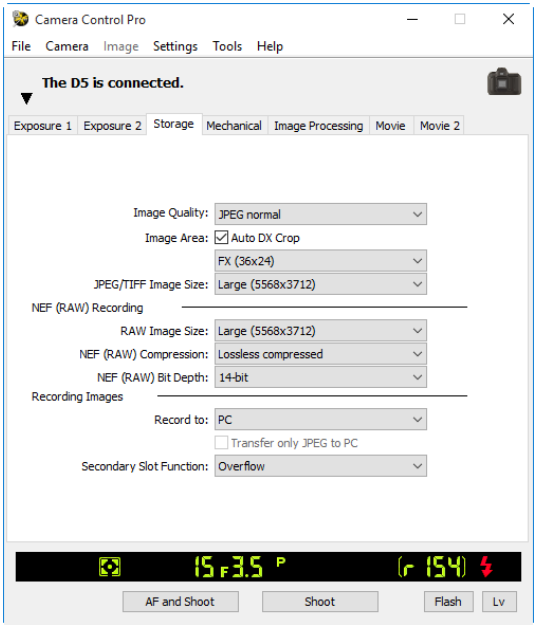 Camera Control Pro
File Camera Image Settings Tools Help
The D5 is connected.
Exposure 1 Exposure 2 Storage Mechanical Image Processing Movie Movie 2
Image Quality: JPEG normal
Image Area: Auto DX Crop
FX (36x24)
JPEG/TIFF Image Size: Large (5568x3712)
NEF (RAW) Recording
RAW Image Size: Large (5568x3712)
NEF (RAW) Compression: Lossless compressed
NEF (RAW) Bit Depth: 14-bit
Recording Images
Record to: PC
Transfer only JPEG to PC
Secondary Slot Function: Overflow
15 F3.5 P (r 154)
AF and Shoot Shoot Flash Lv